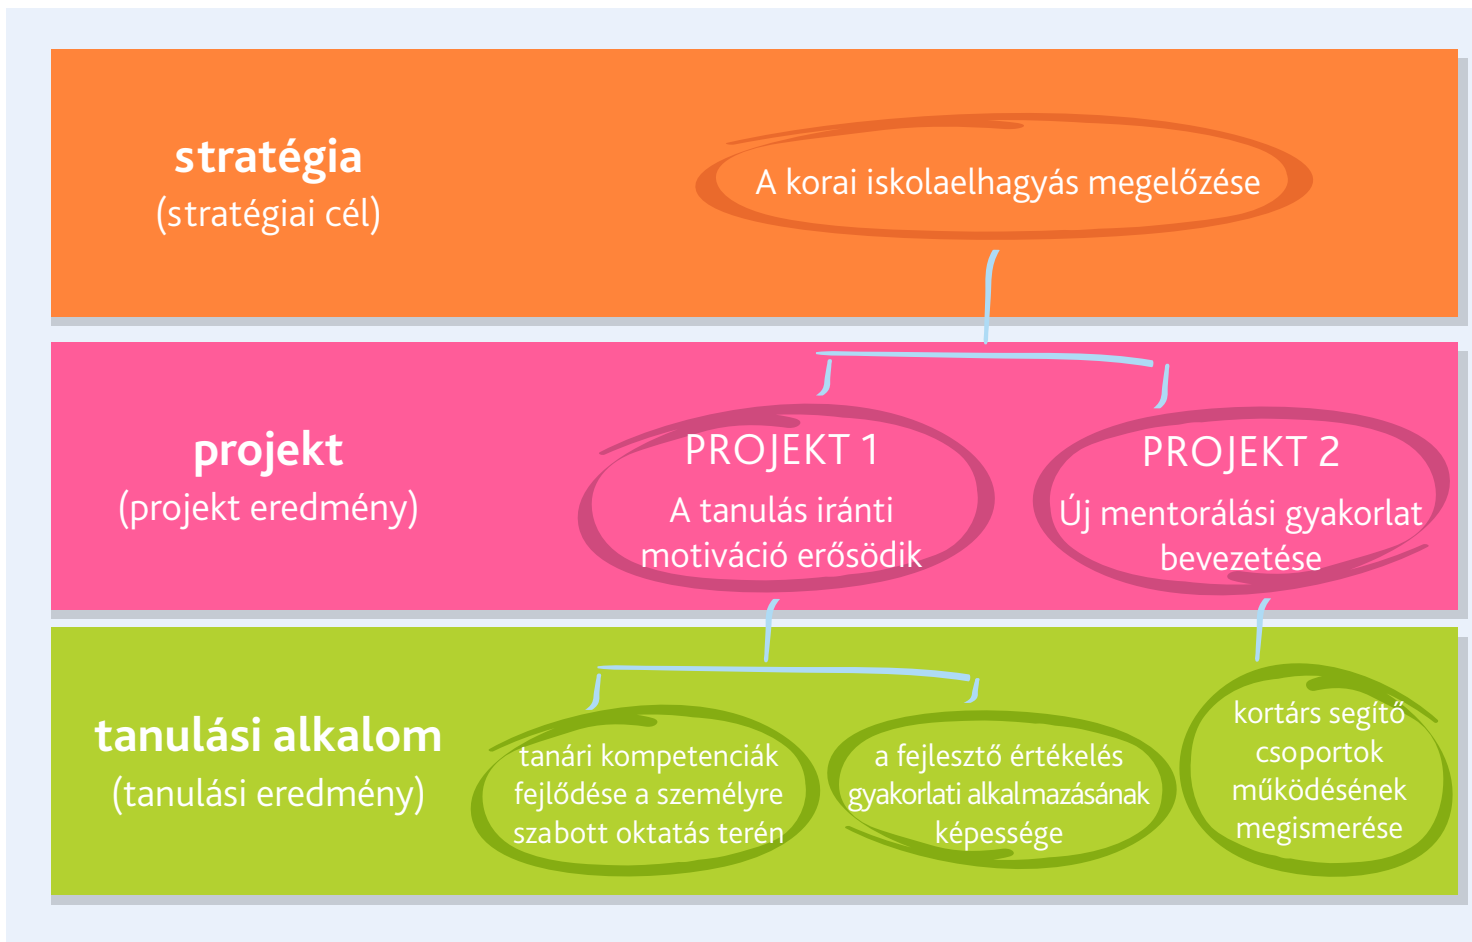 stratégia
(stratégiai cél)
A korai iskolaelhagyás megelőzése
projekt
(projekt eredmény)
PROJEKT 1
A tanulás iránti
motiváció erősödik
PROJEKT 2
Új mentorálási gyakorlat
bevezetése
tanulási alkalom
(tanulási eredmény)
tanári kompetenciák
fejlődése a személyre
szabott oktatás terén
a fejlesztő értékelés
gyakorlati alkalmazásának
képessége
kortárs segítő
csoportok
működésének
megismerése